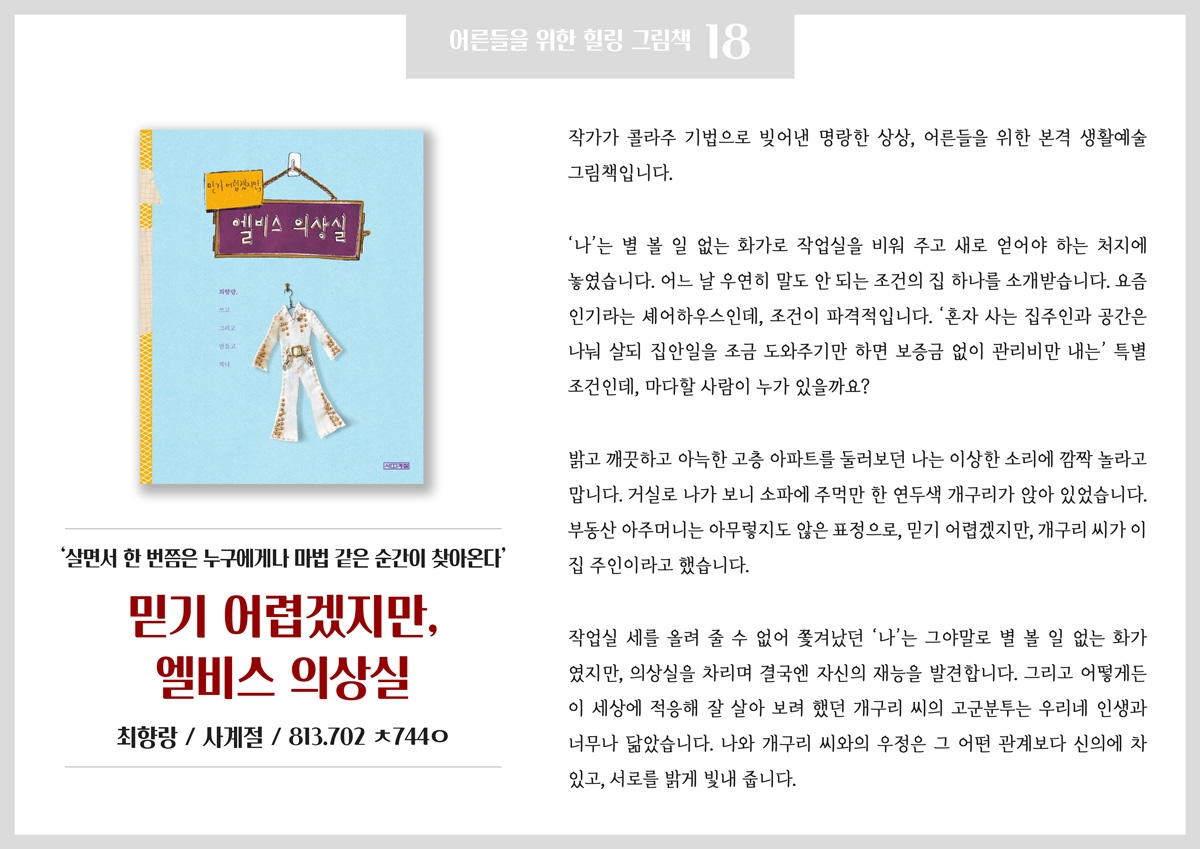 어른들을 위한 힐링 그림책 18
믿기 어렵겠지만,
엘비스 의상실
최향랑,
쓰고
그리고
만들고
찍다
사계절
‘살면서 한 번쯤은 누구에게나 마법 같은 순간이 찾아온다’
믿기 어렵겠지만,
엘비스 의상실
최향랑 / 사계절 / 813.702 ㅊ744ㅇ
작가가 콜라주 기법으로 빚어낸 명랑한 상상, 어른들을 위한 본격 생활예술
그림책입니다.
‘나’는 별 볼 일 없는 화가로 작업실을 비워 주고 새로 얻어야 하는 처지에
놓였습니다. 어느 날 우연히 말도 안 되는 조건의 집 하나를 소개받습니다. 요즘
인기라는 셰어하우스인데, 조건이 파격적입니다. ‘혼자 사는 집주인과 공간은
나눠 살되 집안일을 조금 도와주기만 하면 보증금 없이 관리비만 내는’ 특별
조건인데, 마다할 사람이 누가 있을까요?
밝고 깨끗하고 아늑한 고층 아파트를 둘러보던 나는 이상한 소리에 깜짝 놀라고
맙니다. 거실로 나가 보니 소파에 주먹만 한 연두색 개구리가 앉아 있었습니다.
부동산 아주머니는 아무렇지도 않은 표정으로, 믿기 어렵겠지만, 개구리 씨가 이
집 주인이라고 했습니다.
작업실 세를 올려 줄 수 없어 쫓겨났던 ‘나’는 그야말로 별 볼 일 없는 화가
였지만, 의상실을 차리며 결국엔 자신의 재능을 발견합니다. 그리고 어떻게든
이 세상에 적응해 잘 살아 보려 했던 개구리 씨의 고군분투는 우리네 인생과
너무나 닮았습니다. 나와 개구리 씨와의 우정은 그 어떤 관계보다 신의에 차
있고, 서로를 밝게 빛내 줍니다.